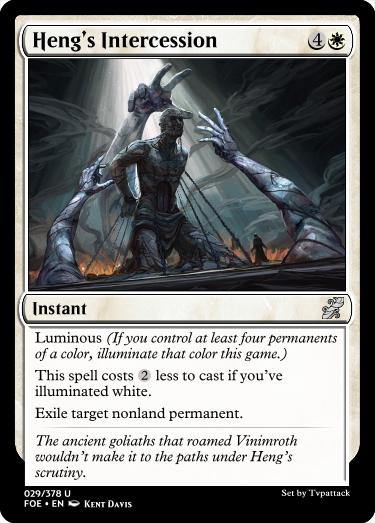 Heng's Intercession 4
Instant
Luminous (If you control at least four permanents
of a color, illuminate that color this game.)
This spell costs 2 less to cast if you've
illuminated white.
Exile target nonland permanent.
The ancient goliaths that roamed Vinimroth
wouldn't make it to the paths under Heng's
scrutiny.
029/378 U
FOE • EN Kent Davis
Set by Tvpattack